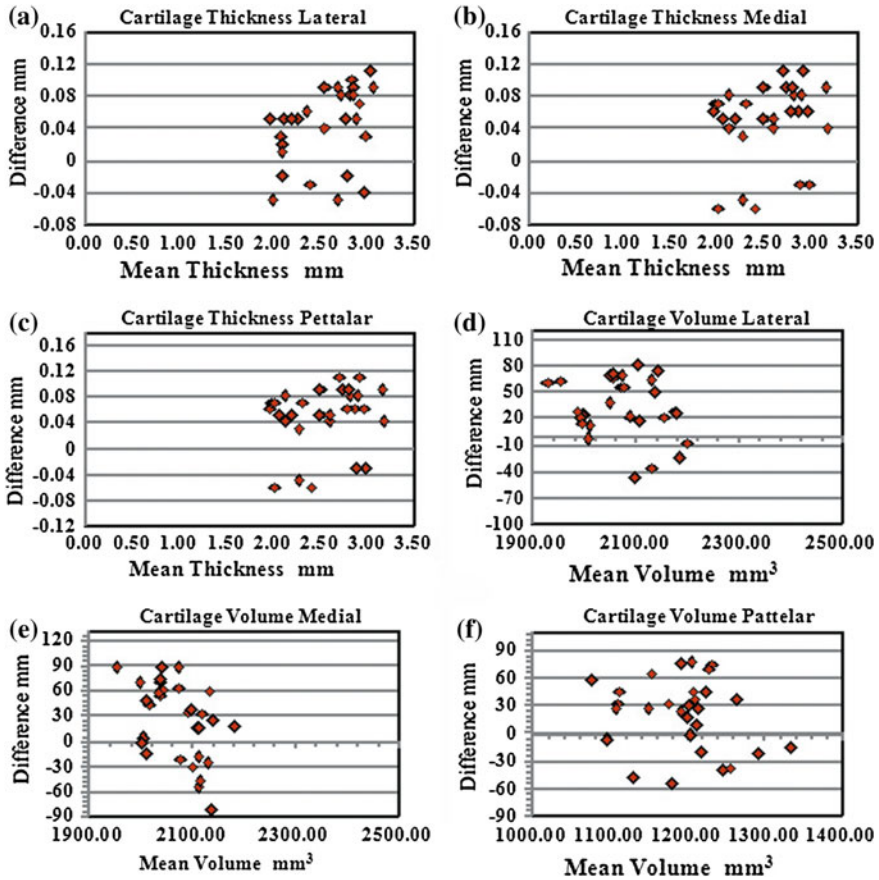 (a) Cartilage Thickness Lateral
0.16
0.12
0.08
0.04
0
-0.04
-0.08
Difference mm
0.00 0.50 1.00 1.50 2.00 2.50 3.00 3.50
Mean Thickness mm
(b) Cartilage Thickness Medial
0.16
0.12
0.08
0.04
0
-0.04
-0.08
Difference mm
0.00 0.50 1.00 1.50 2.00 2.50 3.00 3.50
Mean Thickness mm
(c) Cartilage Thickness Pettalar
0.16
0.12
0.08
0.04
0
-0.04
-0.08
-0.12
Difference mm
0.00 0.50 1.00 1.50 2.00 2.50 3.00 3.50
Mean Thickness mm
(d) Cartilage Volume Lateral
110
80
50
20
-10
-40
-70
-100
Difference mm
1900.00 2100.00 2300.00 2500.00
Mean Volume mm³
(e) Cartilage Volume Medial
120
90
60
30
0
-30
-60
-90
Difference mm
1900.00 2100.00 2300.00 2500.00
Mean Volume mm³
(f) Cartilage Volume Pattelar
90
60
30
0
-30
-60
-90
Difference mm
1000.00 1100.00 1200.00 1300.00 1400.00
Mean Volume mm³